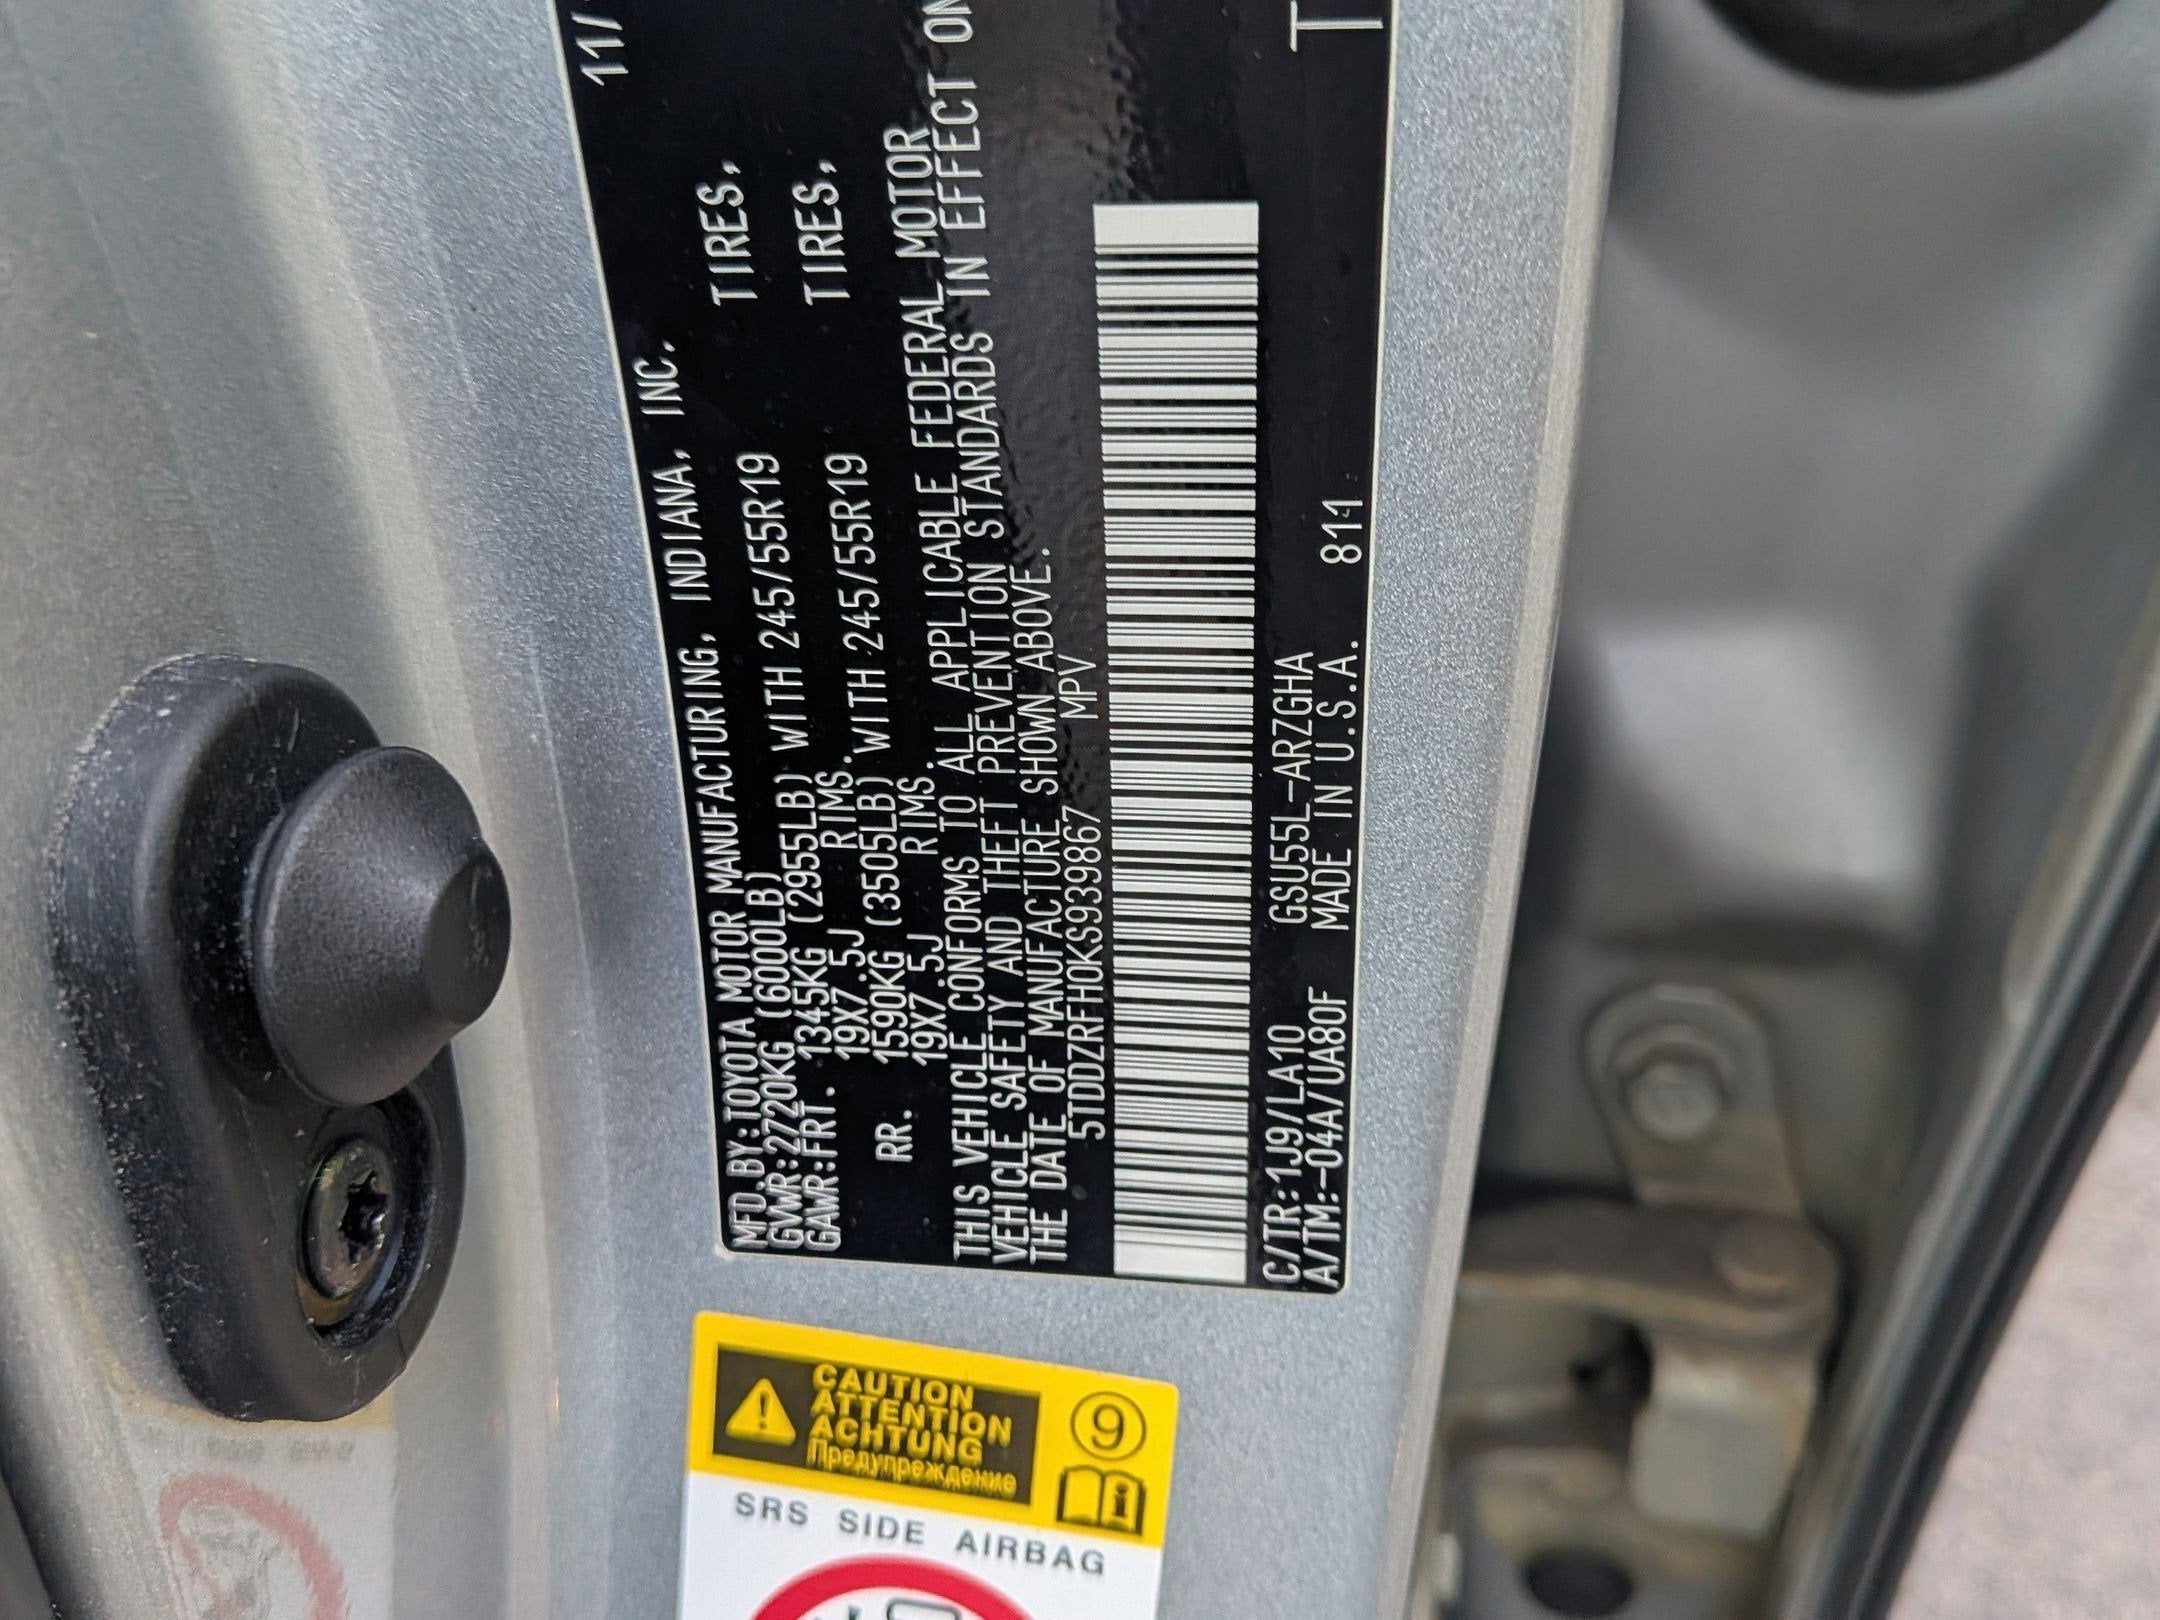 MFD.BY:TOYOTA MOTOR MANUFACTURING, INDIANA, INC. 11/
GVWR:2720KG (6000LB)
GAWR:FRT. 1345KG (2955LB) WITH 245/55R19 TIRES,
19X7.5J RIMS.
RR. 1590KG (3505LB) WITH 245/55R19 TIRES,
19X7.5J RIMS.
THIS VEHICLE CONFORMS TO ALL APPLICABLE FEDERAL MOTOR
VEHICLE SAFETY AND THEFT PREVENTION STANDARDS IN EFFECT ON
THE DATE OF MANUFACTURE SHOWN ABOVE.
5TDDZRFH0KS939867 MPV
C/TR:1J9/LA10 GSU55L-ARZGHA
A/TM:-04A/UA80F MADE IN U.S.A. 811 T
CAUTION
ATTENTION
ACHTUNG
Предупреждение
9
i
SRS SIDE AIRBAG